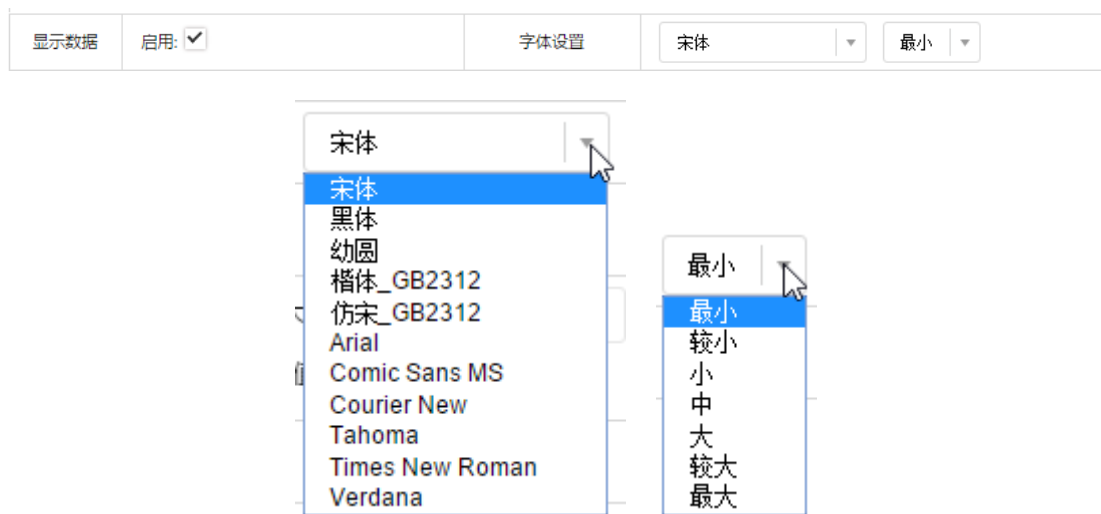 显示数据 启用: 字体设置 宋体 最小
宋体
宋体
黑体
幼圆
楷体_GB2312
仿宋_GB2312
Arial
Comic Sans MS
Courier New
Tahoma
Times New Roman
Verdana
最小
最小
较小
小
中
大
较大
最大